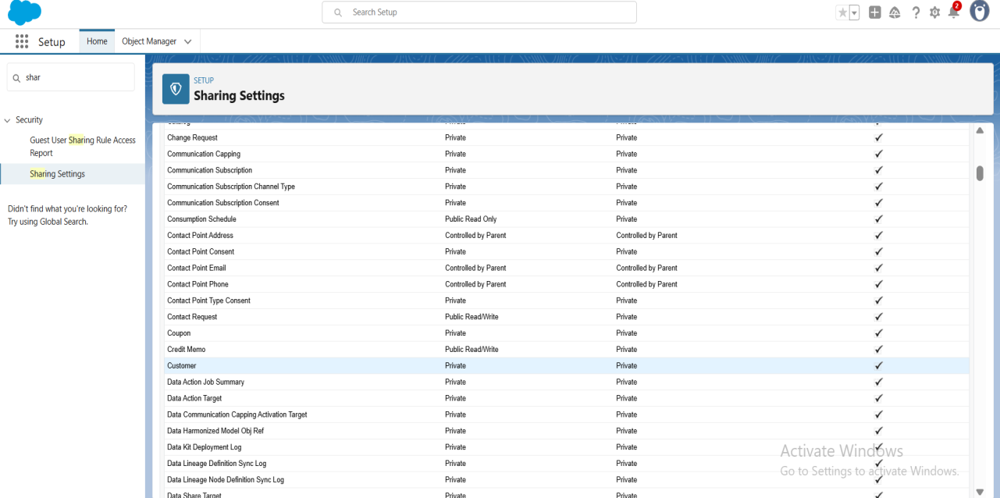 Search Setup
2
Setup
Home
Object Manager
shar
Security
Guest User Sharing Rule Access
Report
Sharing Settings
Didn't find what you're looking for?
Try using Global Search.
SETUP
Sharing Settings
Catalog Private Private
Change Request Private Private
Communication Capping Private Private
Communication Subscription Private Private
Communication Subscription Channel Type Private Private
Communication Subscription Consent Private Private
Consumption Schedule Public Read Only Private
Contact Point Address Controlled by Parent Controlled by Parent
Contact Point Consent Private Private
Contact Point Email Controlled by Parent Controlled by Parent
Contact Point Phone Controlled by Parent Controlled by Parent
Contact Point Type Consent Private Private
Contact Request Public Read/Write Private
Coupon Private Private
Credit Memo Public Read/Write Private
Customer Private Private
Data Action Job Summary Private Private
Data Action Target Private Private
Data Communication Capping Activation Target Private Private
Data Harmonized Model Obj Ref Private Private
Data Kit Deployment Log Private Private
Data Lineage Definition Sync Log Private Private
Data Lineage Node Definition Sync Log Private Private
Data Share Target Private Private
Activate Windows
Go to Settings to activate Windows.